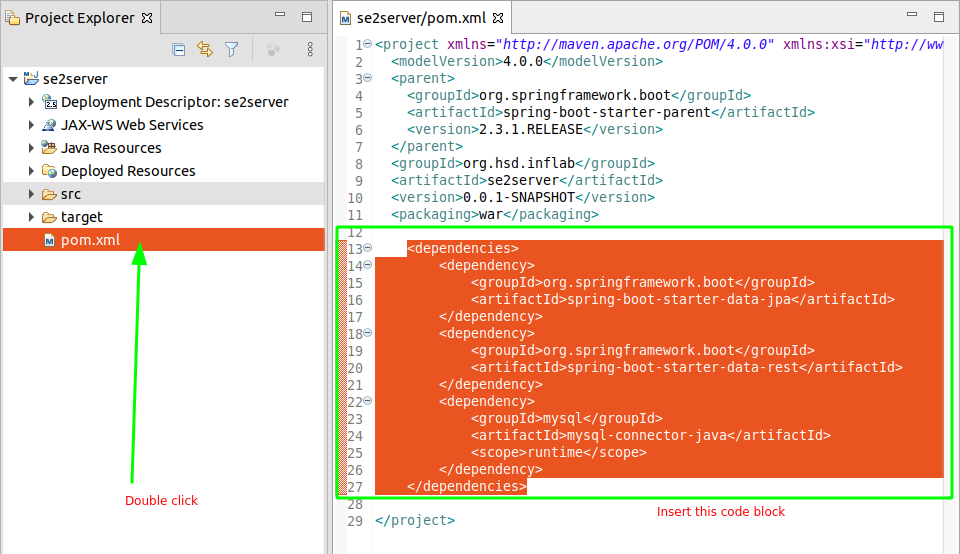 Project Explorer
se2server
Deployment Descriptor: se2server
JAX-WS Web Services
Java Resources
Deployed Resources
src
target
pom.xml
Double click
se2server/pom.xml
1 <project xmlns="http://maven.apache.org/POM/4.0.0" xmlns:xsi="http://ww
2 <modelVersion>4.0.0</modelVersion>
3 <parent>
4 <groupId>org.springframework.boot</groupId>
5 <artifactId>spring-boot-starter-parent</artifactId>
6 <version>2.3.1.RELEASE</version>
7 </parent>
8 <groupId>org.hsd.inflab</groupId>
9 <artifactId>se2server</artifactId>
10 <version>0.0.1-SNAPSHOT</version>
11 <packaging>war</packaging>
12
13 <dependencies>
14 <dependency>
15 <groupId>org.springframework.boot</groupId>
16 <artifactId>spring-boot-starter-data-jpa</artifactId>
17 </dependency>
18 <dependency>
19 <groupId>org.springframework.boot</groupId>
20 <artifactId>spring-boot-starter-data-rest</artifactId>
21 </dependency>
22 <dependency>
23 <groupId>mysql</groupId>
24 <artifactId>mysql-connector-java</artifactId>
25 <scope>runtime</scope>
26 </dependency>
27 </dependencies>
28
29 </project>
Insert this code block